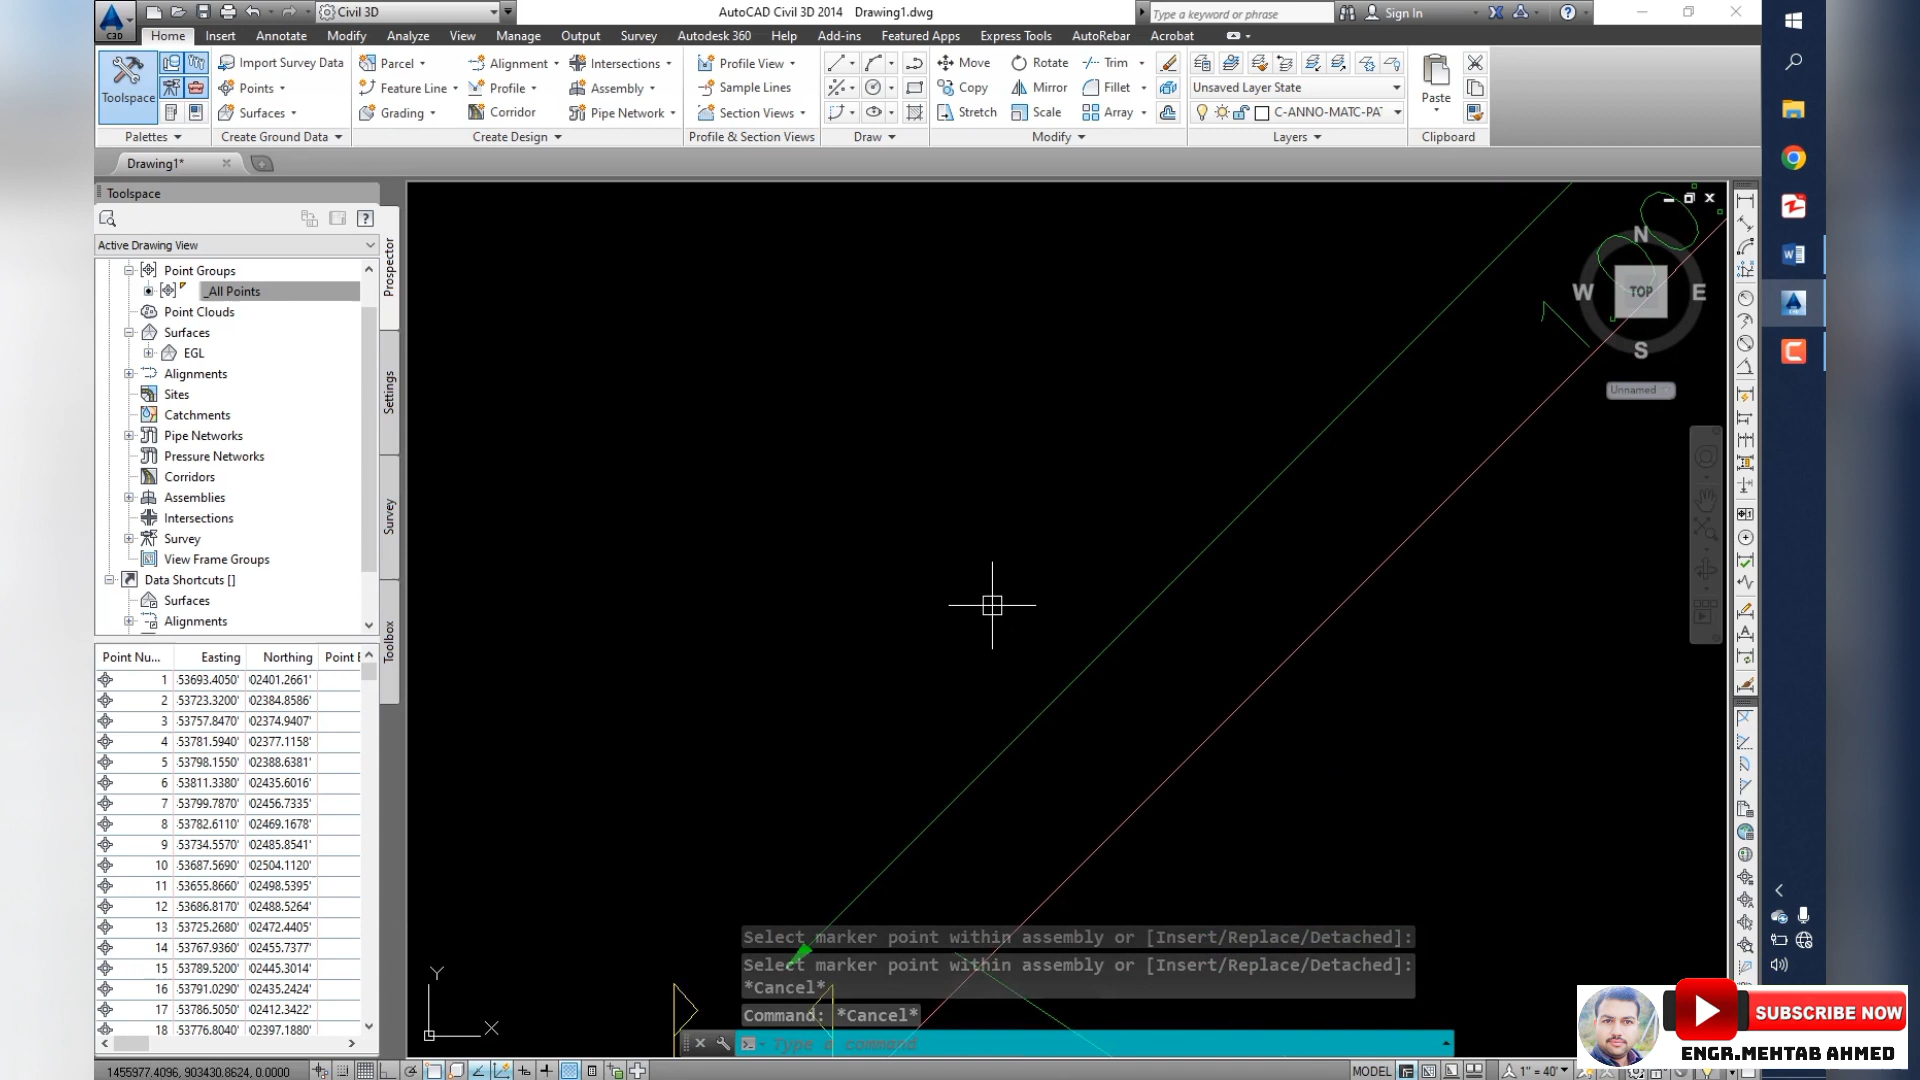 Civil 3D
AutoCAD Civil 3D 2014 Drawing1.dwg
Type a keyword or phrase
Sign In
C3D
Home Insert Annotate Modify Analyze View Manage Output Survey Autodesk 360 Help Add-ins Featured Apps Express Tools AutoRebar Acrobat
Toolspace
Import Survey Data
Points
Surfaces
Parcel
Feature Line
Grading
Alignment
Profile
Corridor
Intersections
Assembly
Pipe Network
Profile View
Sample Lines
Section Views
Move
Copy
Stretch
Rotate
Mirror
Scale
Trim
Fillet
Array
Unsaved Layer State
C-ANNO-MATC-PAT
Paste
Palettes
Create Ground Data
Create Design
Profile & Section Views
Draw
Modify
Layers
Clipboard
Drawing1*
Toolspace
Active Drawing View
Point Groups
_All Points
Point Clouds
Surfaces
EGL
Alignments
Sites
Catchments
Pipe Networks
Pressure Networks
Corridors
Assemblies
Intersections
Survey
View Frame Groups
Data Shortcuts []
Surfaces
Alignments
Prospector
Settings
Survey
Toolbox
Point Nu... Easting Northing Point
1 53693.4050' 02401.2661'
2 53723.3200' 02384.8586'
3 53757.8470' 02374.9407'
4 53781.5940' 02377.1158'
5 53798.1550' 02388.6381'
6 53811.3380' 02435.6016'
7 53799.7870' 02456.7335'
8 53782.6110' 02469.1678'
9 53734.5570' 02485.8541'
10 53687.5690' 02504.1120'
11 53655.8660' 02498.5395'
12 53686.8170' 02488.5264'
13 53725.2680' 02472.4405'
14 53767.9360' 02455.7377'
15 53789.5200' 02445.3014'
16 53791.0290' 02435.2424'
17 53786.5050' 02412.3422'
18 53776.8040' 02397.1880'
N
W TOP E
S
Unnamed
Y
X
Select marker point within assembly or [Insert/Replace/Detached]:
Select marker point within assembly or [Insert/Replace/Detached]:
*Cancel*
Command: *Cancel*
Type a command
1455977.4096, 903430.8624, 0.0000
MODEL
1" = 40'
SUBSCRIBE NOW
ENGR.MEHTAB AHMED